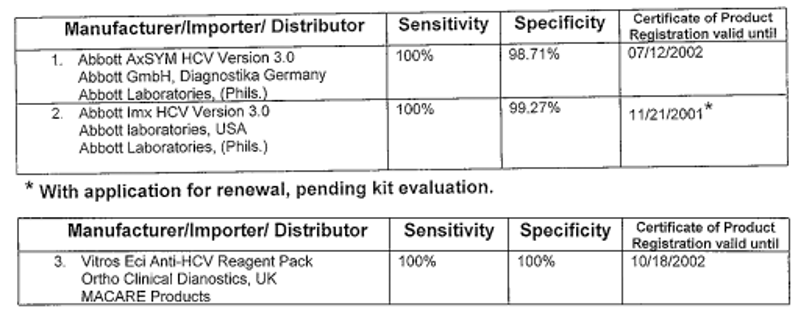 Manufacturer/Importer/ Distributor Sensitivity Specificity Certificate of Product Registration valid until
1. Abbott AxSYM HCV Version 3.0 100% 98.71% 07/12/2002
Abbott GmbH, Diagnostika Germany
Abbott Laboratories, (Phils.)
2. Abbott Imx HCV Version 3.0 100% 99.27% 11/21/2001*
Abbott laboratories, USA
Abbott Laboratories, (Phils.)
* With application for renewal, pending kit evaluation.
Manufacturer/Importer/ Distributor Sensitivity Specificity Certificate of Product Registration valid until
3. Vitros Eci Anti-HCV Reagent Pack 100% 100% 10/18/2002
Ortho Clinical Dianostics, UK
MACARE Products